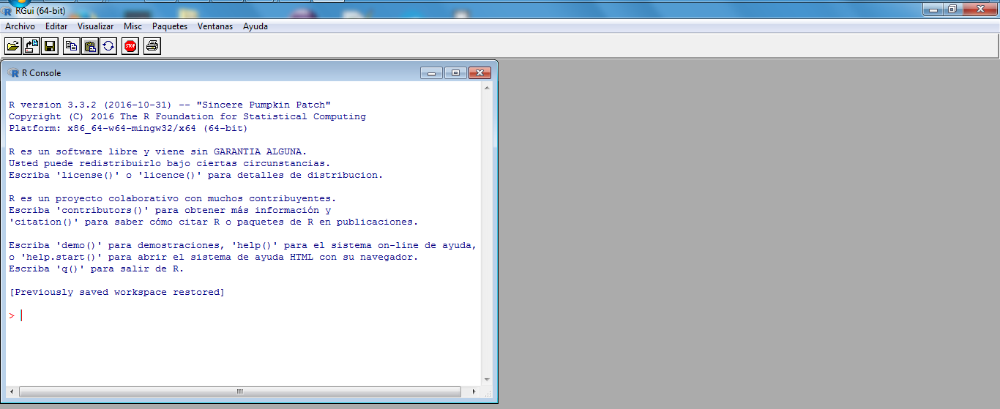 RGui (64-bit)
Archivo Editar Visualizar Misc Paquetes Ventanas Ayuda
STOP
R Console
R version 3.3.2 (2016-10-31) -- "Sincere Pumpkin Patch"
Copyright (C) 2016 The R Foundation for Statistical Computing
Platform: x86_64-w64-mingw32/x64 (64-bit)
R es un software libre y viene sin GARANTIA ALGUNA.
Usted puede redistribuirlo bajo ciertas circunstancias.
Escriba 'license()' o 'licence()' para detalles de distribucion.
R es un proyecto colaborativo con muchos contribuyentes.
Escriba 'contributors()' para obtener más información y
'citation()' para saber cómo citar R o paquetes de R en publicaciones.
Escriba 'demo()' para demostraciones, 'help()' para el sistema on-line de ayuda,
o 'help.start()' para abrir el sistema de ayuda HTML con su navegador.
Escriba 'q()' para salir de R.
[Previously saved workspace restored]
>